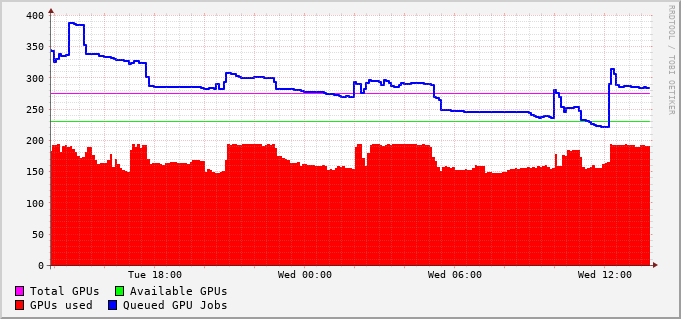 400
350
300
250
200
150
100
50
0
Tue 18:00 Wed 00:00 Wed 06:00 Wed 12:00
Total GPUs Available GPUs
GPUs used Queued GPU Jobs
RRDTOOL / TOBI OETIKER